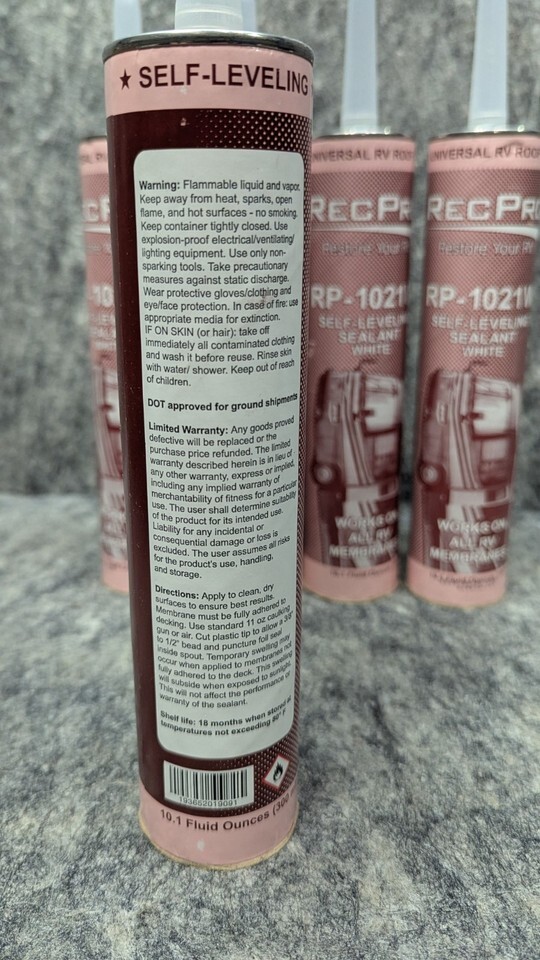 ★ SELF-LEVELING
Warning: Flammable liquid and vapor.
Keep away from heat, sparks, open
flame, and hot surfaces - no smoking.
Keep container tightly closed. Use
explosion-proof electrical/ventilating/
lighting equipment. Use only non-
sparking tools. Take precautionary
measures against static discharge.
Wear protective gloves/clothing and
eye/face protection. In case of fire: use
appropriate media for extinction.
IF ON SKIN (or hair): take off
immediately all contaminated clothing
and wash it before reuse. Rinse skin
with water/ shower. Keep out of reach
of children.
DOT approved for ground shipments
Limited Warranty: Any goods proved
defective will be replaced or the
purchase price refunded. The limited
warranty described herein is in lieu of
any other warranty, express or implied,
including any implied warranty of
merchantability of fitness for a particular
use. The user shall determine suitability
of the product for its intended use.
Liability for any incidental or
consequential damage or loss is
excluded. The user assumes all risks
for the product's use, handling,
and storage.
Directions: Apply to clean, dry
surfaces to ensure best results.
Membrane must be fully adhered to
decking. Use standard 11 oz caulking
gun or air. Cut plastic tip to allow a 3/8"
to 1/2" bead and puncture foil seal
inside spout. Temporary swelling may
occur when applied to membranes not
fully adhered to the deck. This swelling
will subside when exposed to sunlight.
This will not affect the performance or
warranty of the sealant.
Shelf life: 18 months when stored at
temperatures not exceeding 80° F
193652019091
10.1 Fluid Ounces (300
UNIVERSAL RV ROOF
RECPRO
Restore Your RV
RP-1021W
SELF-LEVELING
SEALANT
WHITE
WORKS ON
ALL RV
MEMBRANES
UNIVERSAL RV ROO
RECPRO
Restore Your RV
RP-1021W
SELF-LEVELING
SEALANT
WHITE
WORKS ON
ALL RV
MEMBRANES